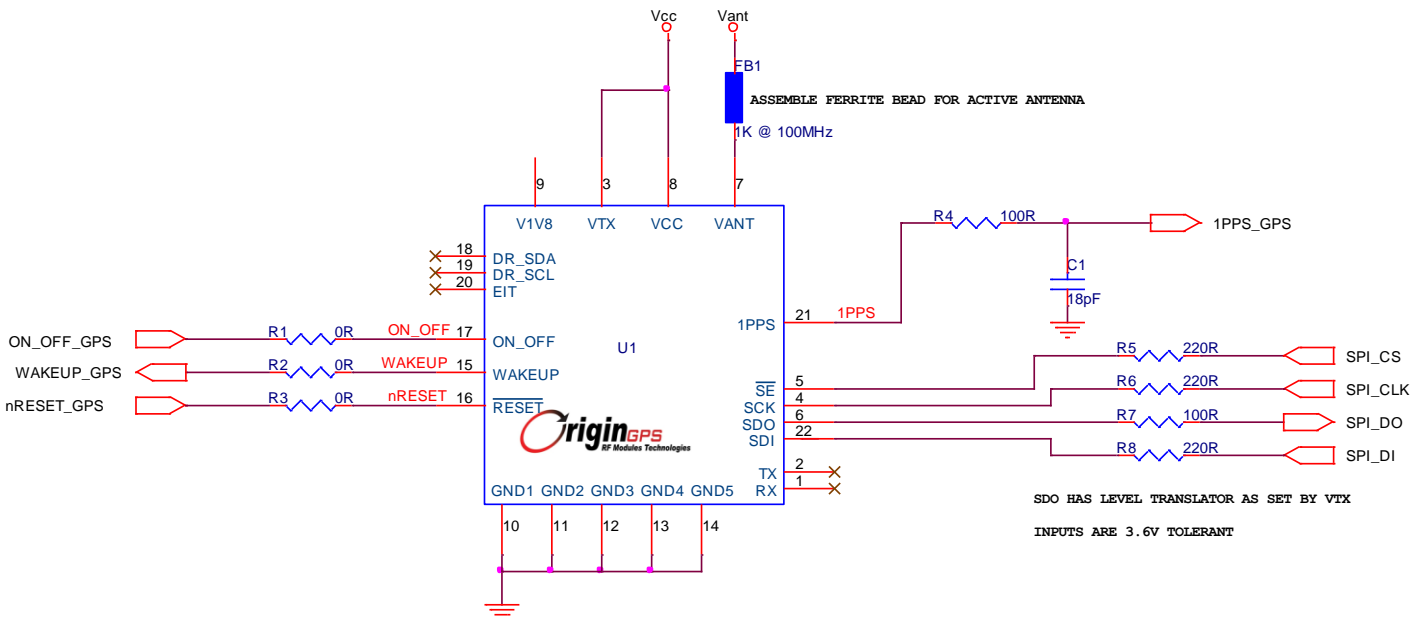 Vcc Vant
FB1
ASSEMBLE FERRITE BEAD FOR ACTIVE ANTENNA
1K @ 100MHz
9 3 8 7
V1V8 VTX VCC VANT
R4 100R 1PPS_GPS
18 DR_SDA
19 DR_SCL
20 EIT
C1
18pF
21 1PPS
1PPS
ON_OFF_GPS R1 0R ON_OFF 17 ON_OFF
U1
WAKEUP_GPS R2 0R WAKEUP 15 WAKEUP
nRESET_GPS R3 0R nRESET 16 RESET
R5 220R SPI_CS
5 SE
R6 220R SPI_CLK
4 SCK
R7 100R SPI_DO
6 SDO
22 SDI
R8 220R SPI_DI
OriginGPS
RF Modules Technologies
2 TX
1 RX
GND1 GND2 GND3 GND4 GND5
10 11 12 13 14
SDO HAS LEVEL TRANSLATOR AS SET BY VTX
INPUTS ARE 3.6V TOLERANT